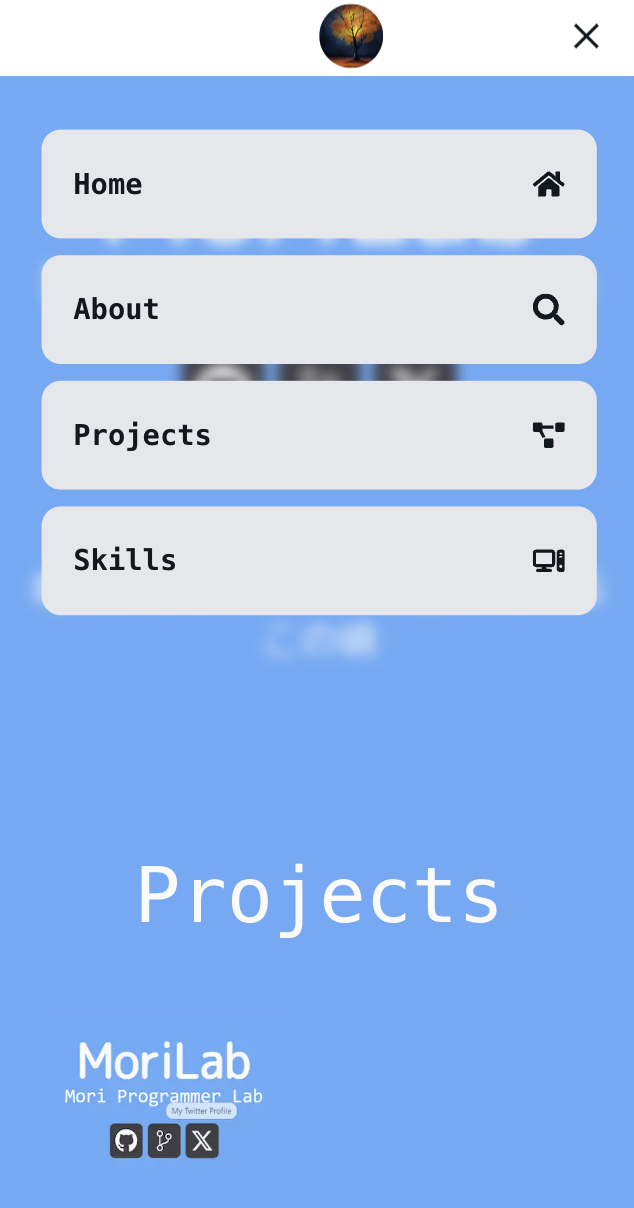 Home
About
Projects
Skills
Projects
MoriLab
Mori Programmer Lab
My Twitter Profile